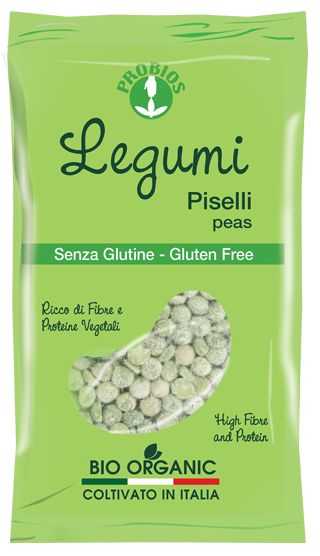 PROBIOS
Legumi
Piselli
peas
Senza Glutine - Gluten Free
Ricco di Fibre e
Proteine Vegetali
High Fibre
and Protein
BIO ORGANIC
COLTIVATO IN ITALIA